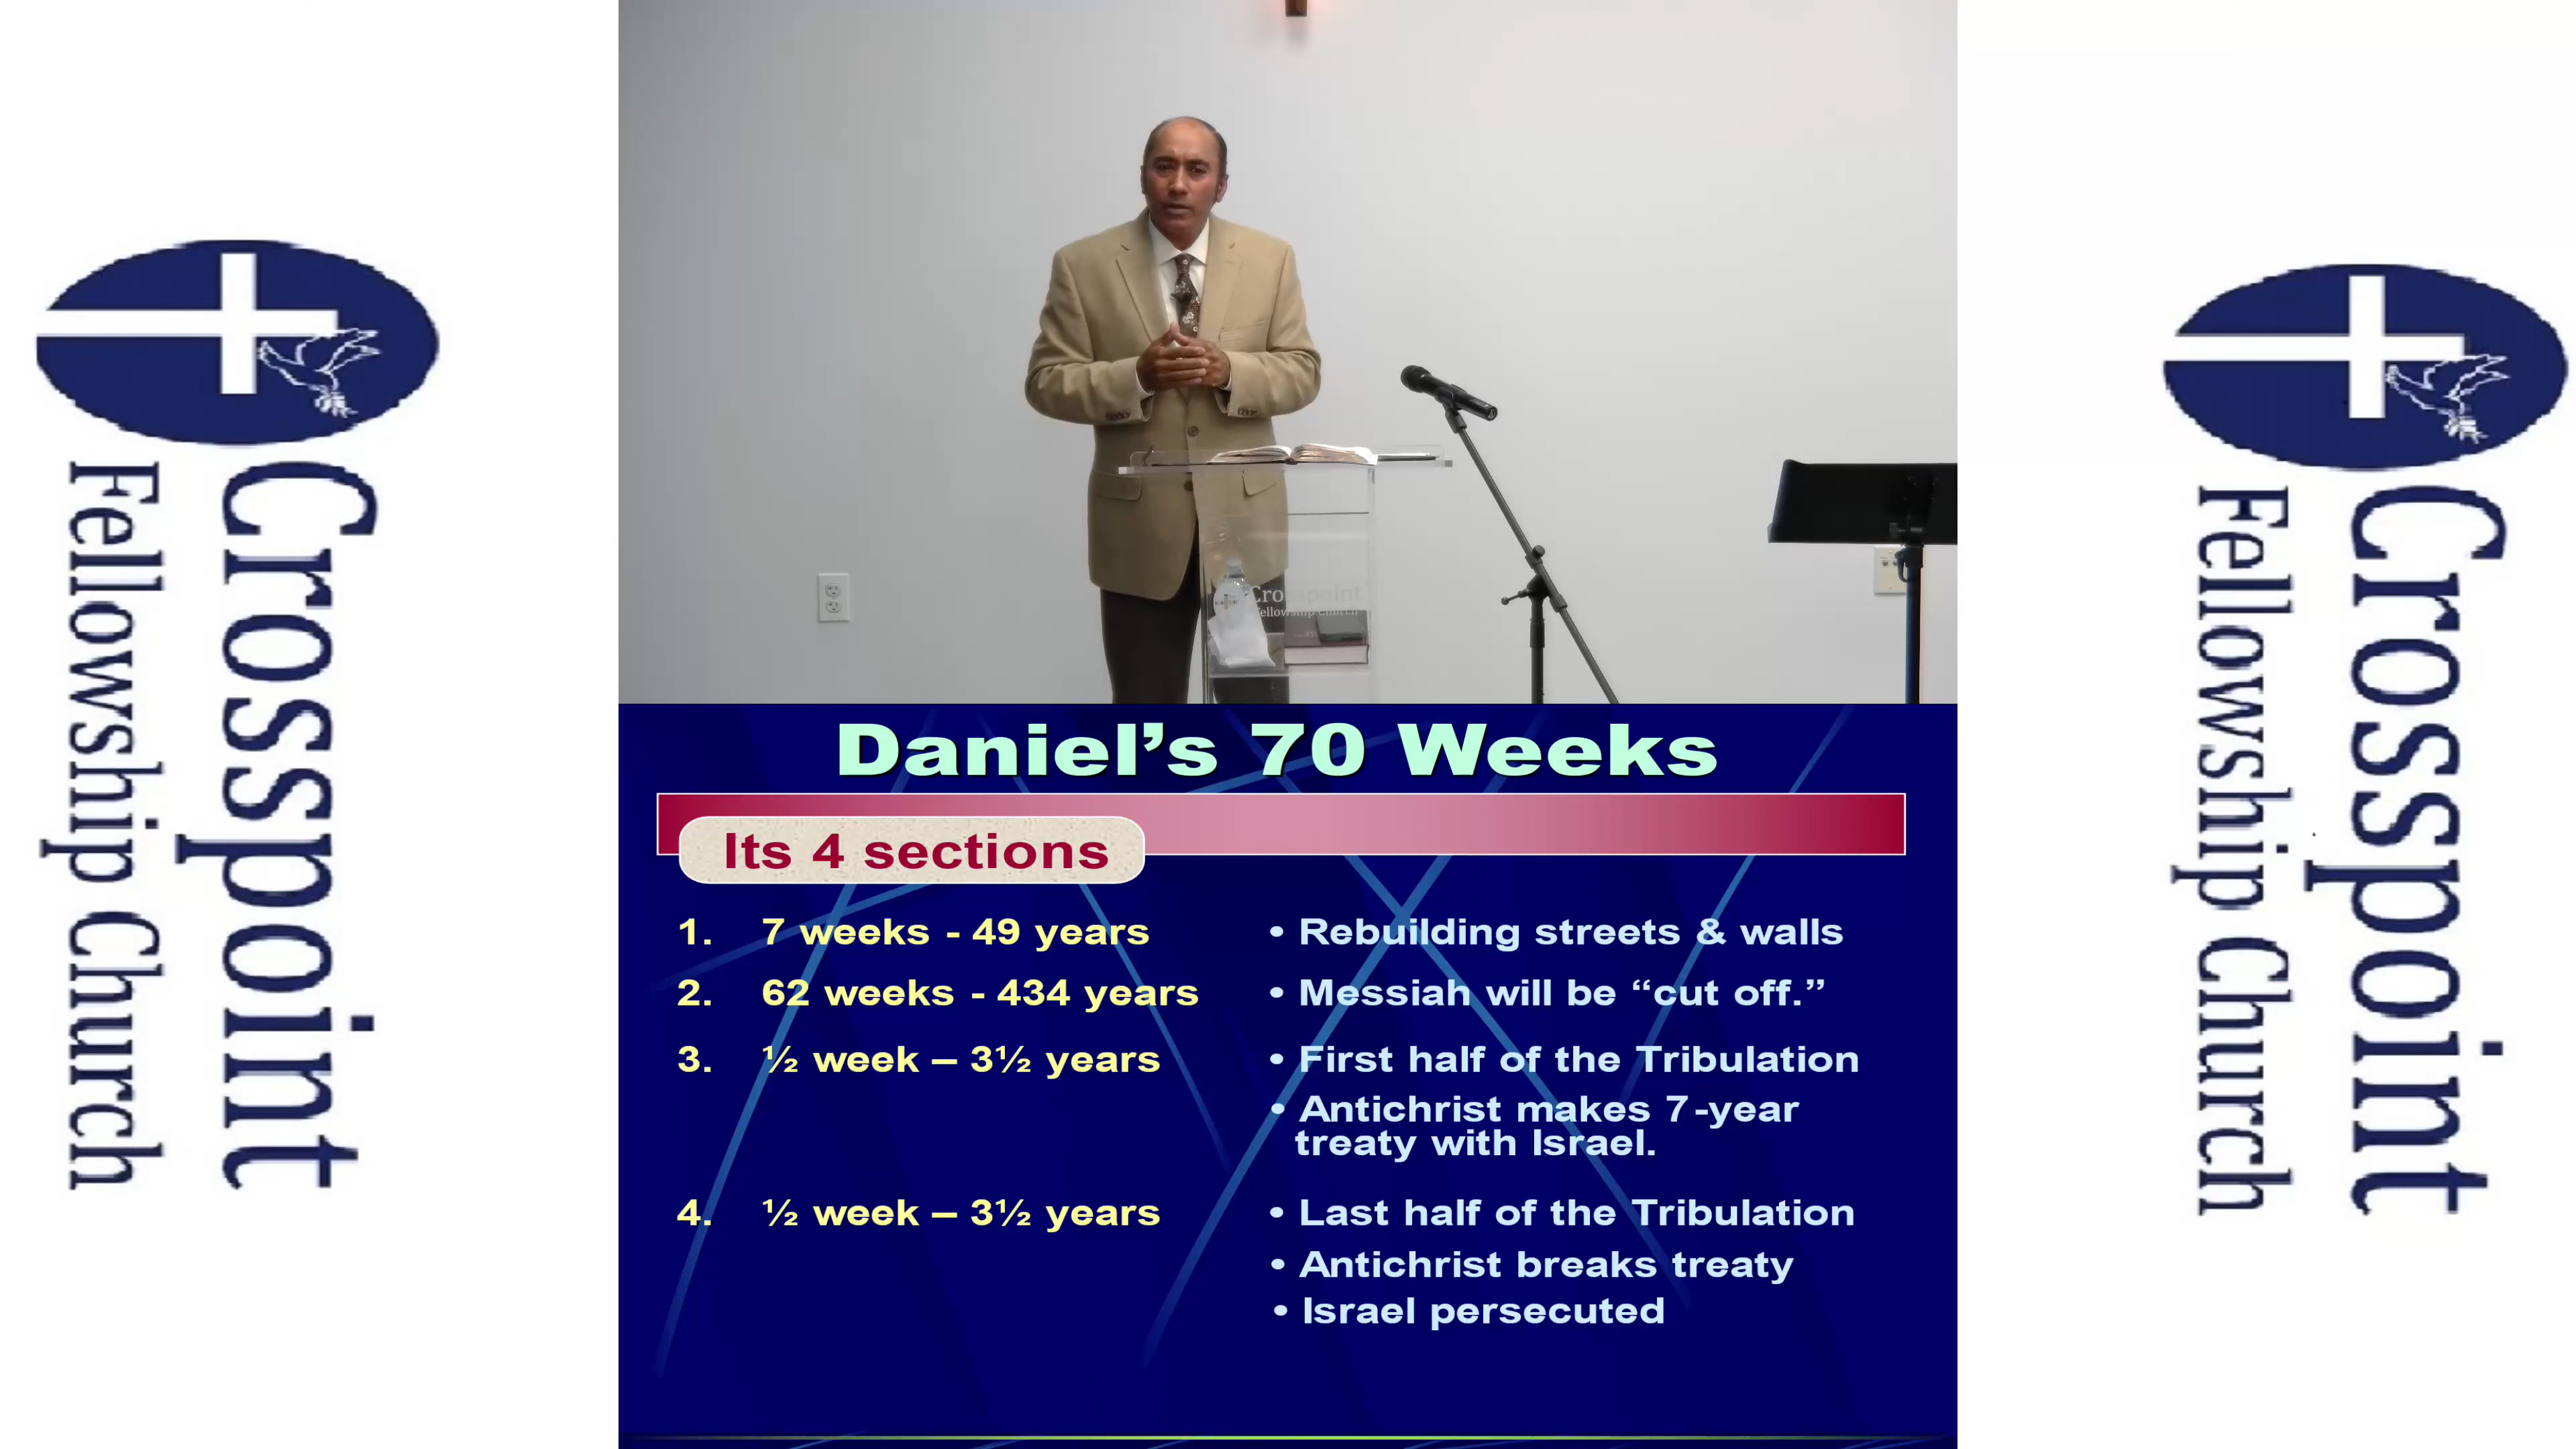 Crosspoint
Fellowship Church
Crosspoint
Fellowship Church
Daniel’s 70 Weeks
Its 4 sections
1. 7 weeks - 49 years • Rebuilding streets & walls
2. 62 weeks - 434 years • Messiah will be “cut off.”
3. ½ week – 3½ years • First half of the Tribulation
• Antichrist makes 7-year
treaty with Israel.
4. ½ week – 3½ years • Last half of the Tribulation
• Antichrist breaks treaty
• Israel persecuted
Crosspoint
Fellowship Church